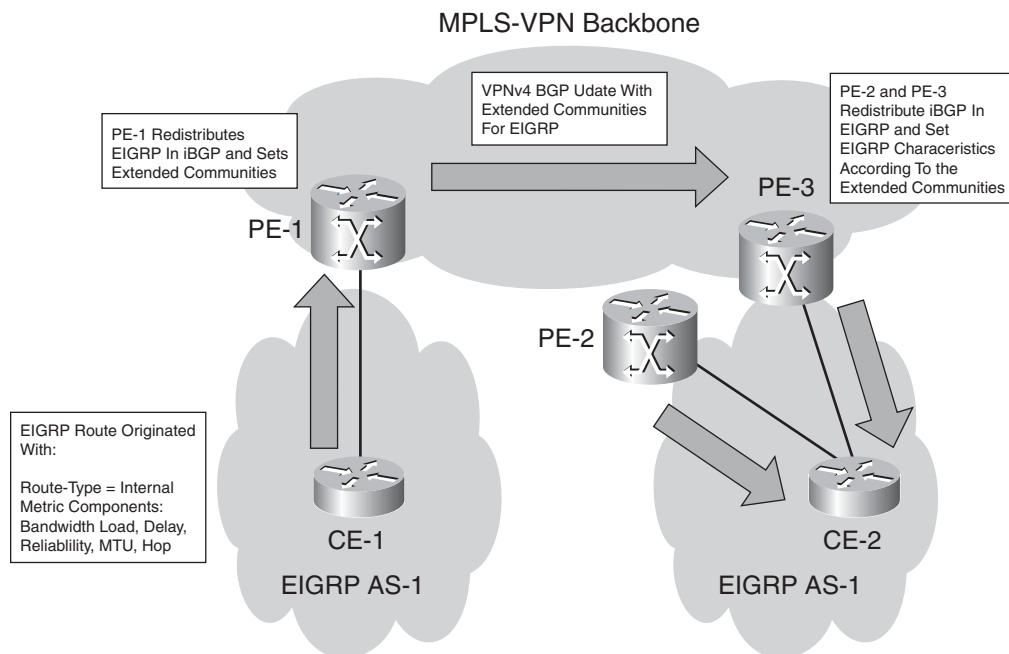 MPLS-VPN Backbone
VPNv4 BGP Udate With
Extended Communities
For EIGRP
PE-2 and PE-3
Redistribute iBGP In
EIGRP and Set
EIGRP Characeristics
According To the
Extended Communities
PE-1 Redistributes
EIGRP In iBGP and Sets
Extended Communities
PE-1
PE-3
PE-2
EIGRP Route Originated
With:
Route-Type = Internal
Metric Components:
Bandwidth Load, Delay,
Reliablility, MTU, Hop
CE-1
CE-2
EIGRP AS-1
EIGRP AS-1